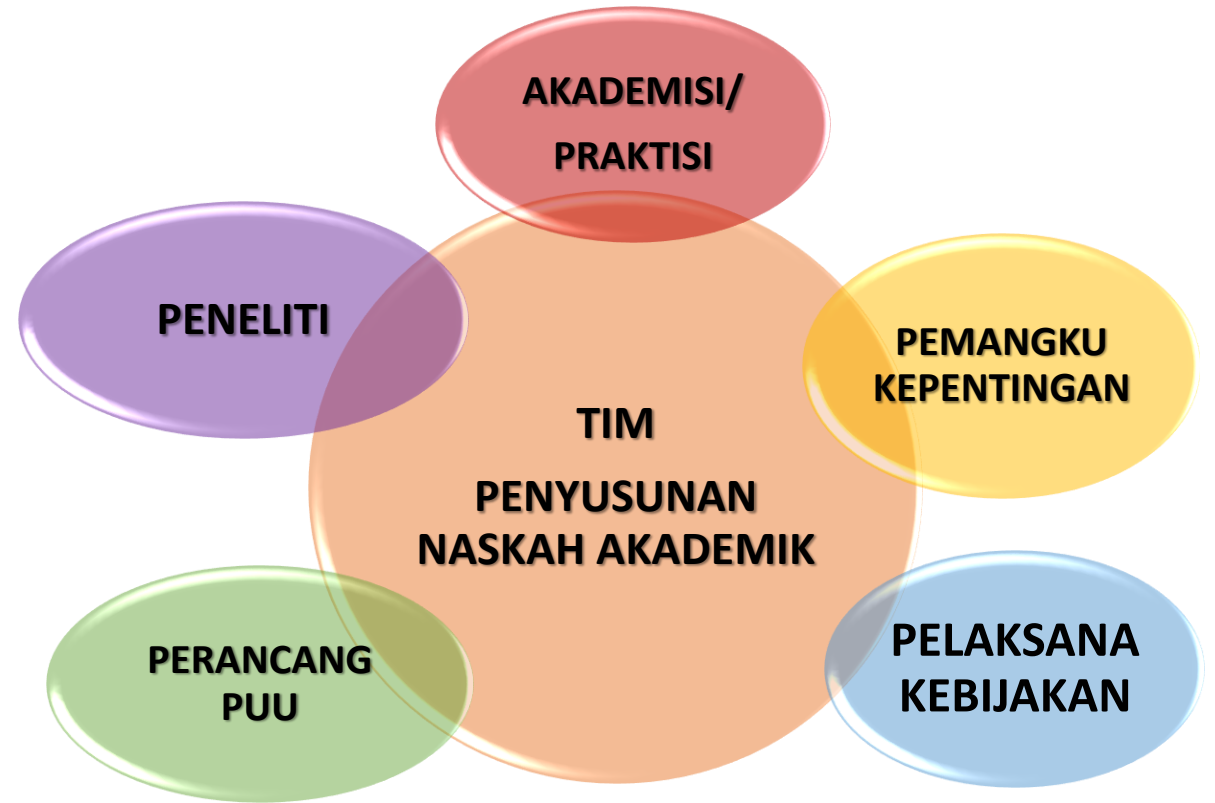 AKADEMISI/
PRAKTISI
PENELITI
PEMANGKU
KEPENTINGAN
TIM
PENYUSUNAN
NASKAH AKADEMIK
PERANCANG
PUU
PELAKSANA
KEBIJAKAN